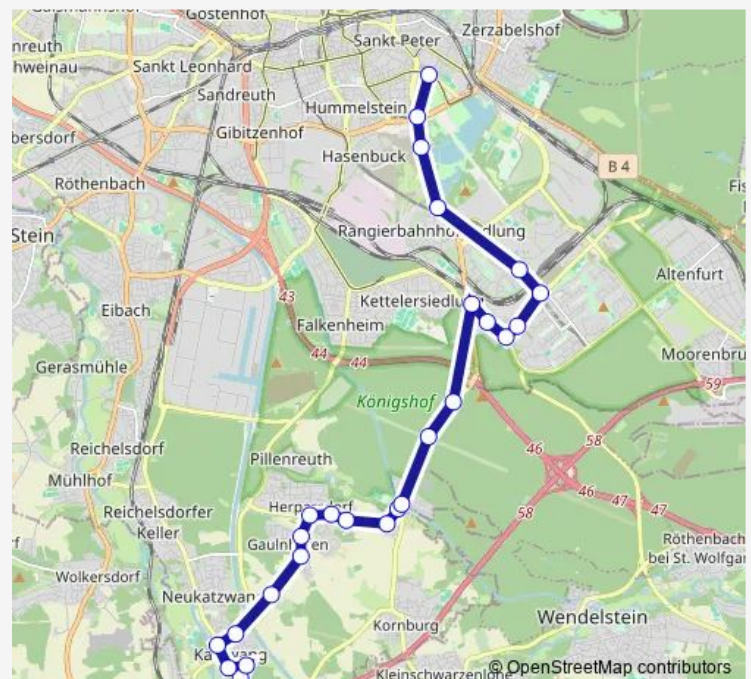 Gostenhof
Sankt Peter
Zerzabelshof
Sankt Leonhard
Sandreuth
Hummelstein
Gibitzenhof
Hasenbuck
B 4
Röthenbach
Stein
Altenfurt
Eibach
43
Falkenheim
44
44
Gerasmühle
59
Königshof
46
58
Reichelsdorf
Pillenreuth
46
47
47
Mühlhof
58
Reichelsdorfer
Keller
Röthenbach
bei St. Wolfgan
Wolkersdorf
Kornburg
Wendelstein
© OpenStreetMap contributors